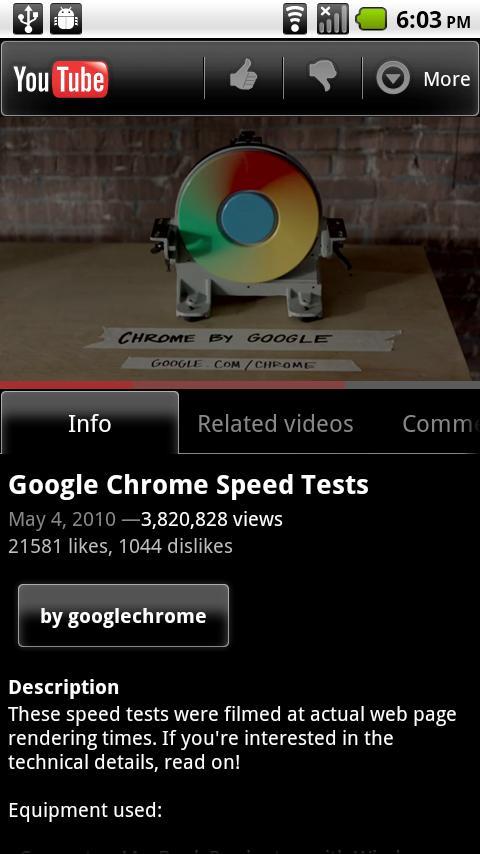 6:03 PM
YouTube
More
CHROME BY GOOGLE
GOOGLE.COM/CHROME
Info
Related videos
Comme
Google Chrome Speed Tests
May 4, 2010 —3,820,828 views
21581 likes, 1044 dislikes
by googlechrome
Description
These speed tests were filmed at actual web page
rendering times. If you're interested in the
technical details, read on!
Equipment used: